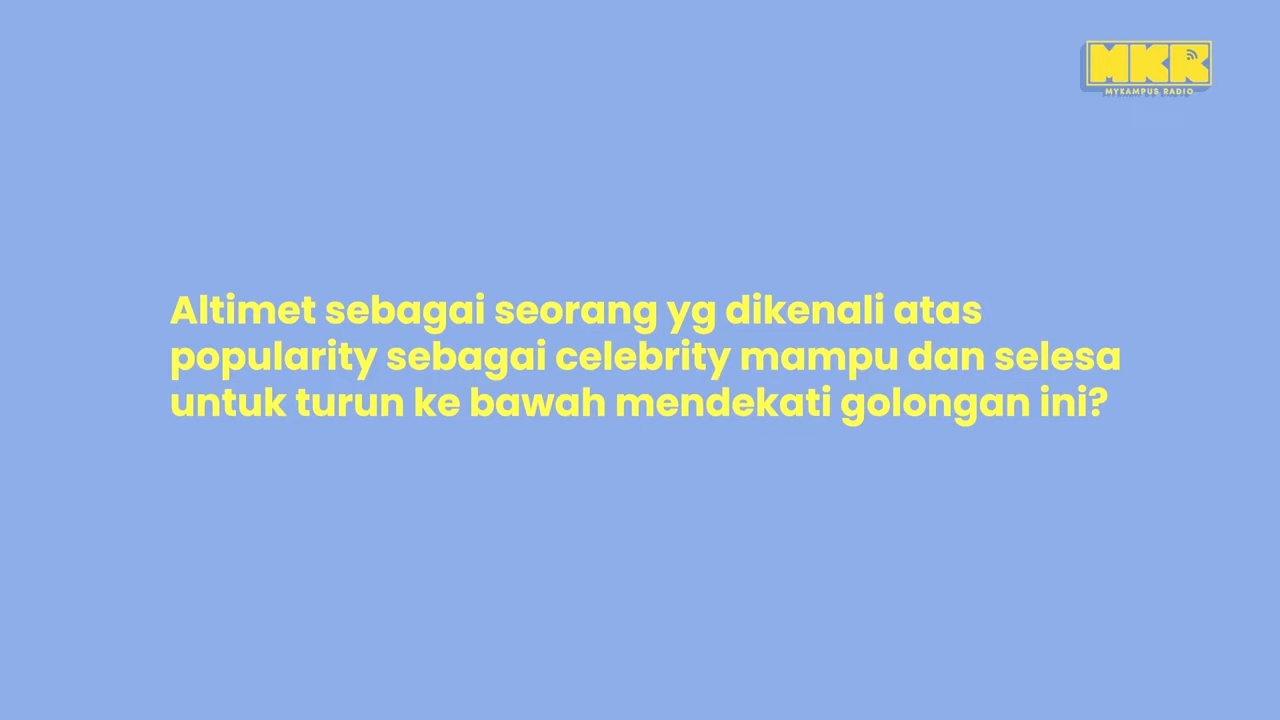 MKR
MYKAMPUS RADIO
Altimet sebagai seorang yg dikenali atas
popularity sebagai celebrity mampu dan selesa
untuk turun ke bawah mendekati golongan ini?